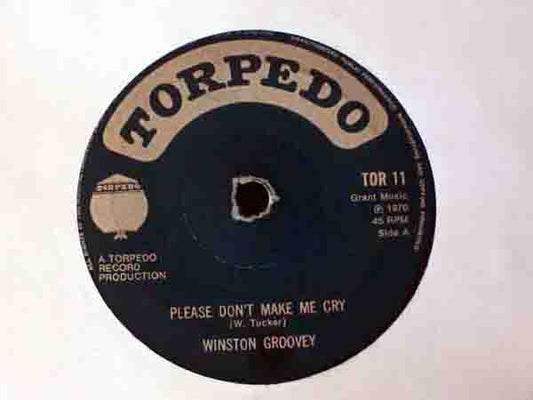 TORPEDO
TORPEDO
TOR 11
Grant Music
℗ 1970
45 RPM
Side A
A TORPEDO
RECORD
PRODUCTION
PLEASE DON'T MAKE ME CRY
(W. Tucker)
WINSTON GROOVEY